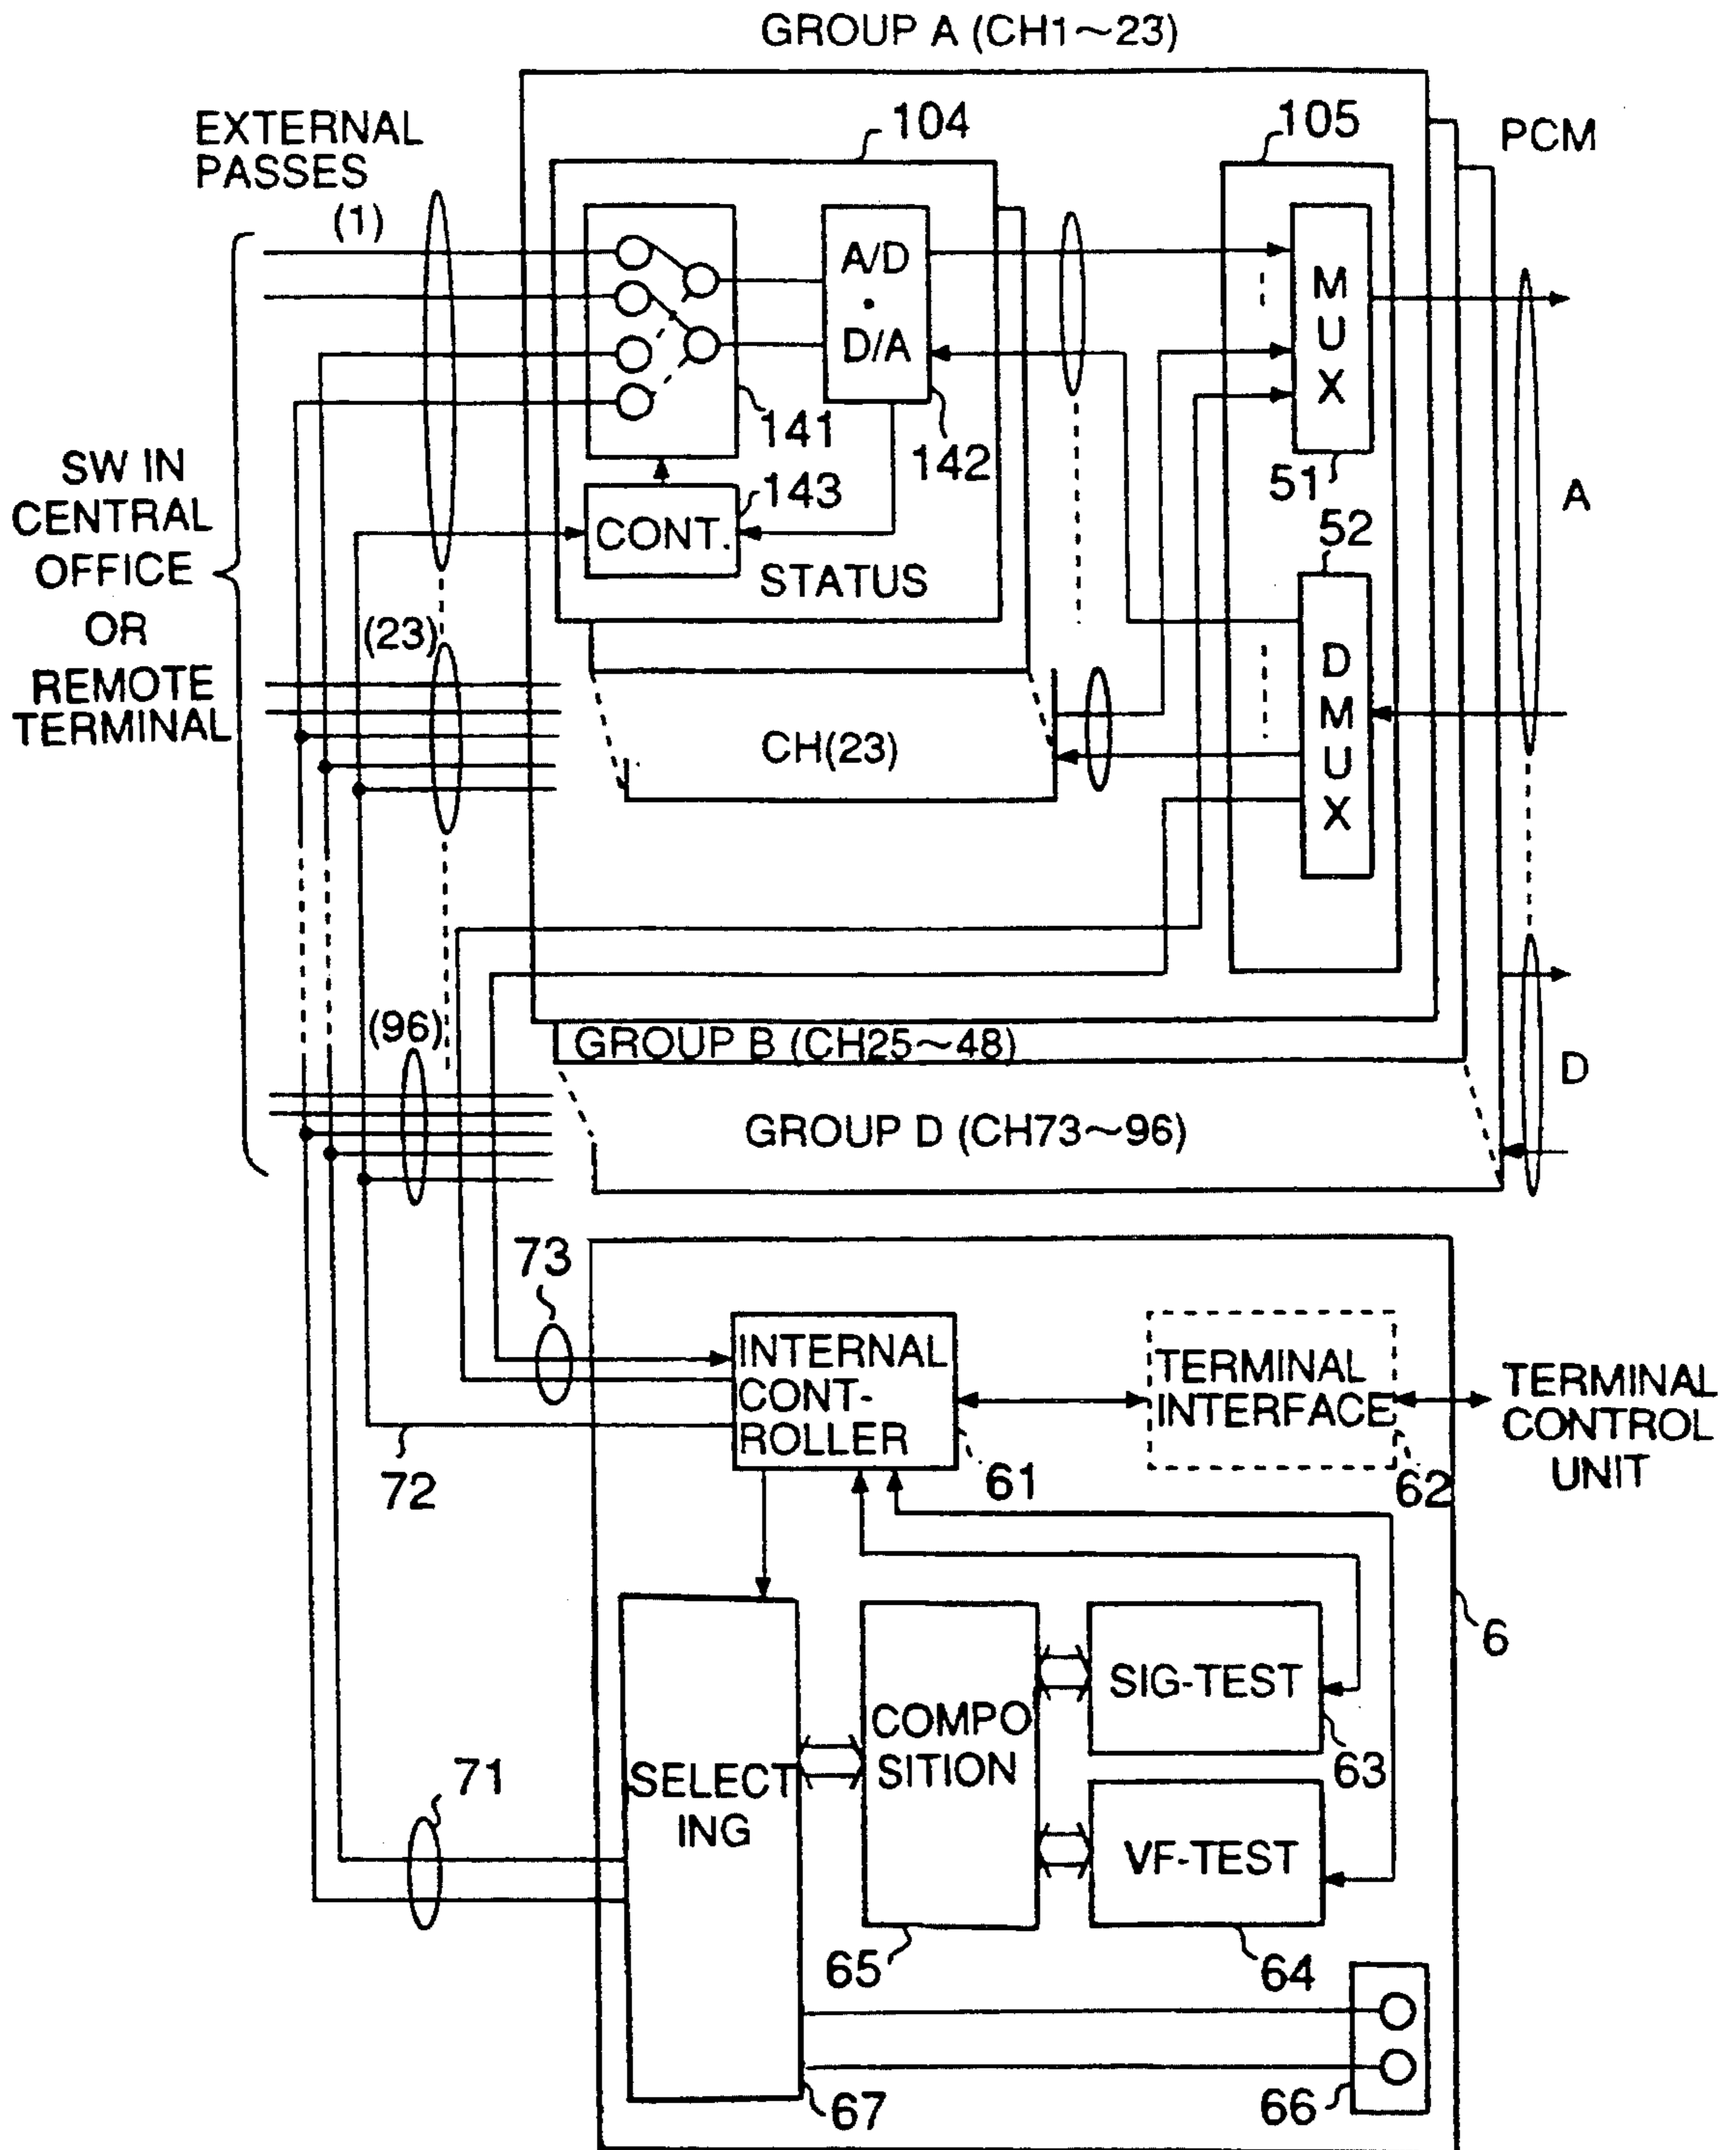 GROUP A (CH1～23)
EXTERNAL
PASSES
(1)
104
105
PCM
A/D
·
D/A
MUX
141
142
51
143
CONT.
STATUS
52
A
SW IN
CENTRAL
OFFICE
OR
REMOTE
TERMINAL
(23)
CH(23)
DMUX
(96)
GROUP B (CH25～48)
D
GROUP D (CH73～96)
73
INTERNAL
CONT-
ROLLER
TERMINAL
INTERFACE
TERMINAL
CONTROL
UNIT
72
61
62
6
SIG-TEST
COMPO
SITION
63
71
SELECT
ING
VF-TEST
65
64
67
66